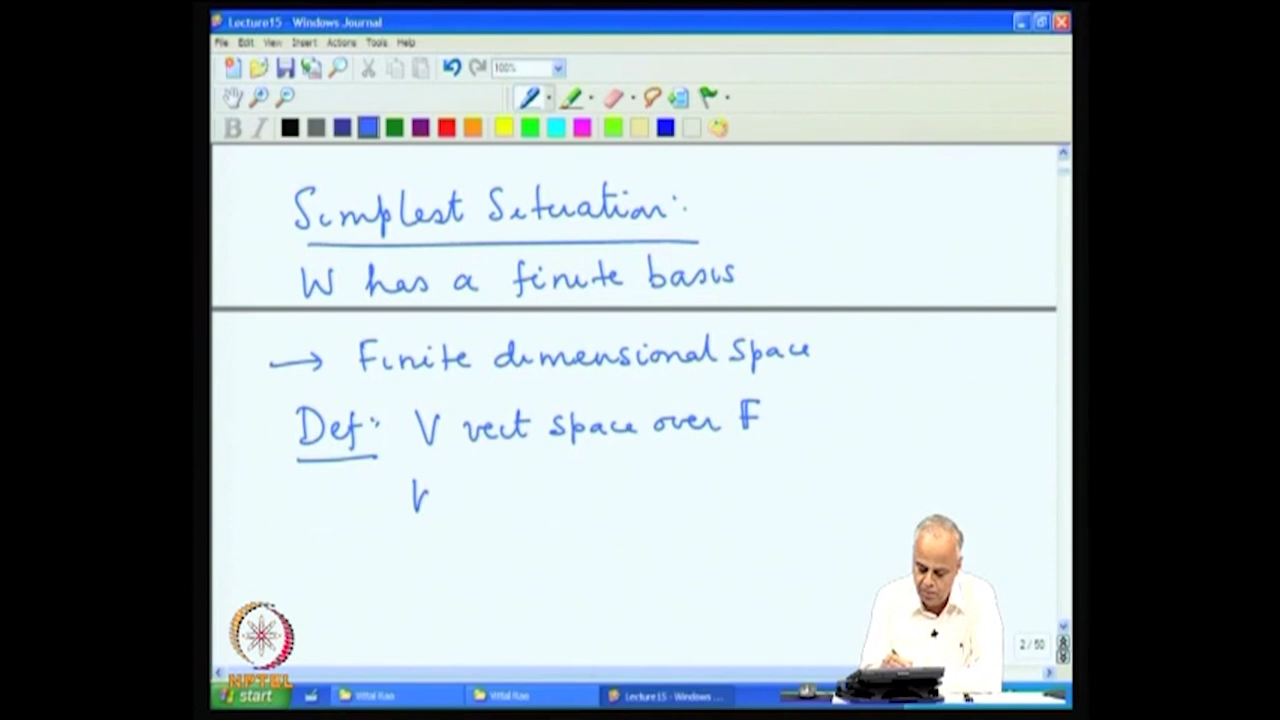 Lecture15 - Windows Journal
File Edit View Insert Actions Tools Help
100%
B I
Simplest Situation:
W has a finite basis
→ Finite dimensional space
Def: V vect space over F
V
2 / 50
NPTEL
start Vittal Rao Vittal Rao Lecture15 - Windows ...